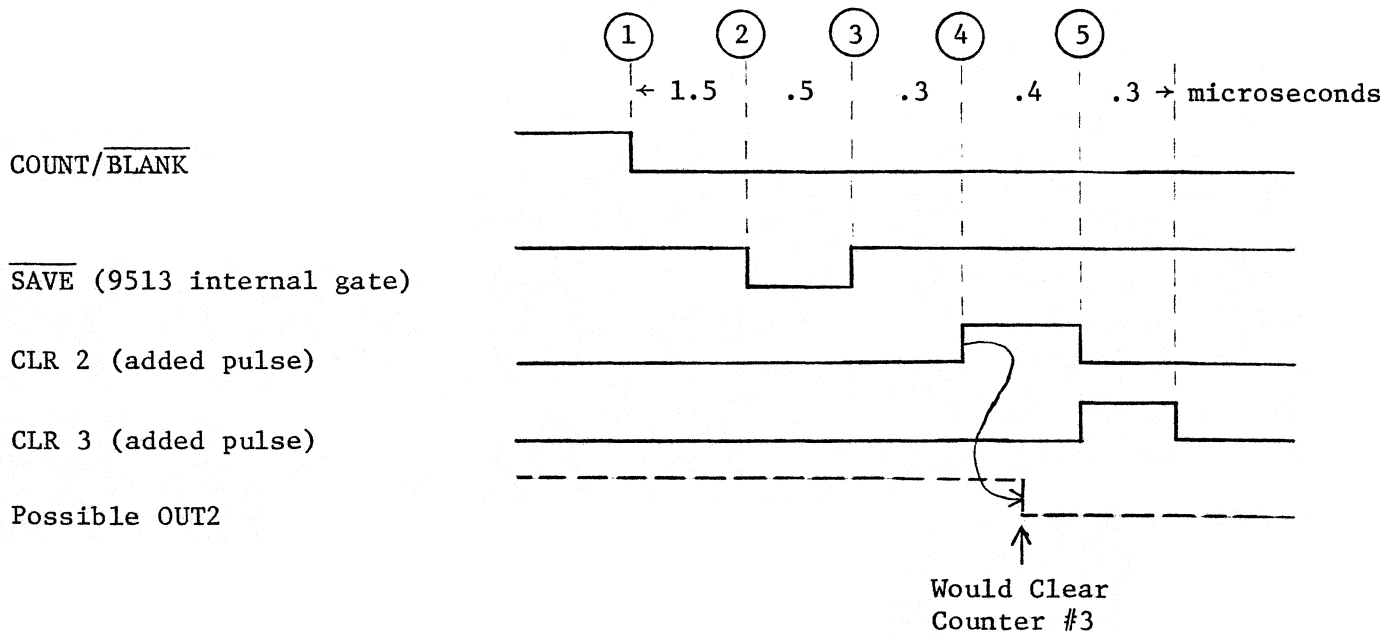 1 2 3 4 5
← 1.5 .5 .3 .4 .3 → microseconds
COUNT/BLANK
SAVE (9513 internal gate)
CLR 2 (added pulse)
CLR 3 (added pulse)
Possible OUT2
Would Clear
Counter #3